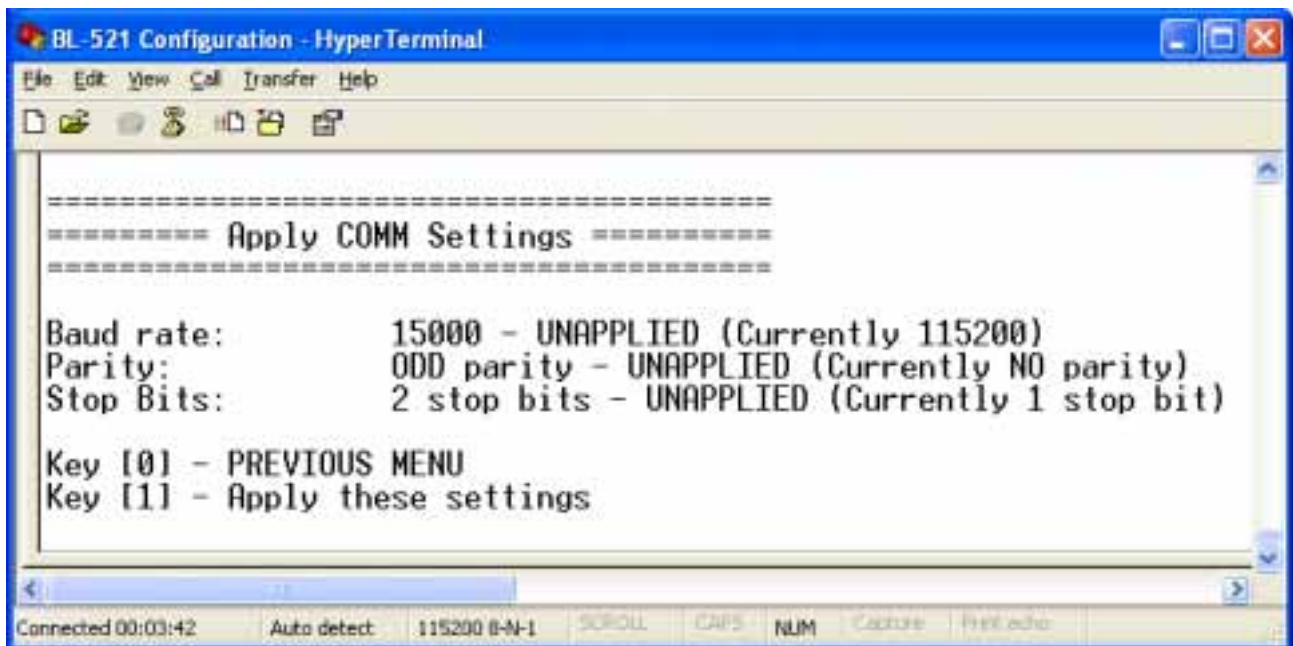 BL-521 Configuration - HyperTerminal
File Edit View Call Transfer Help
========================================
========= Apply COMM Settings ==========
========================================
Baud rate: 15000 - UNAPPLIED (Currently 115200)
Parity: ODD parity - UNAPPLIED (Currently NO parity)
Stop Bits: 2 stop bits - UNAPPLIED (Currently 1 stop bit)
Key [0] - PREVIOUS MENU
Key [1] - Apply these settings
Connected 00:03:42 Auto detect 115200 8-N-1 SCROLL CAPS NUM Capture Print echo